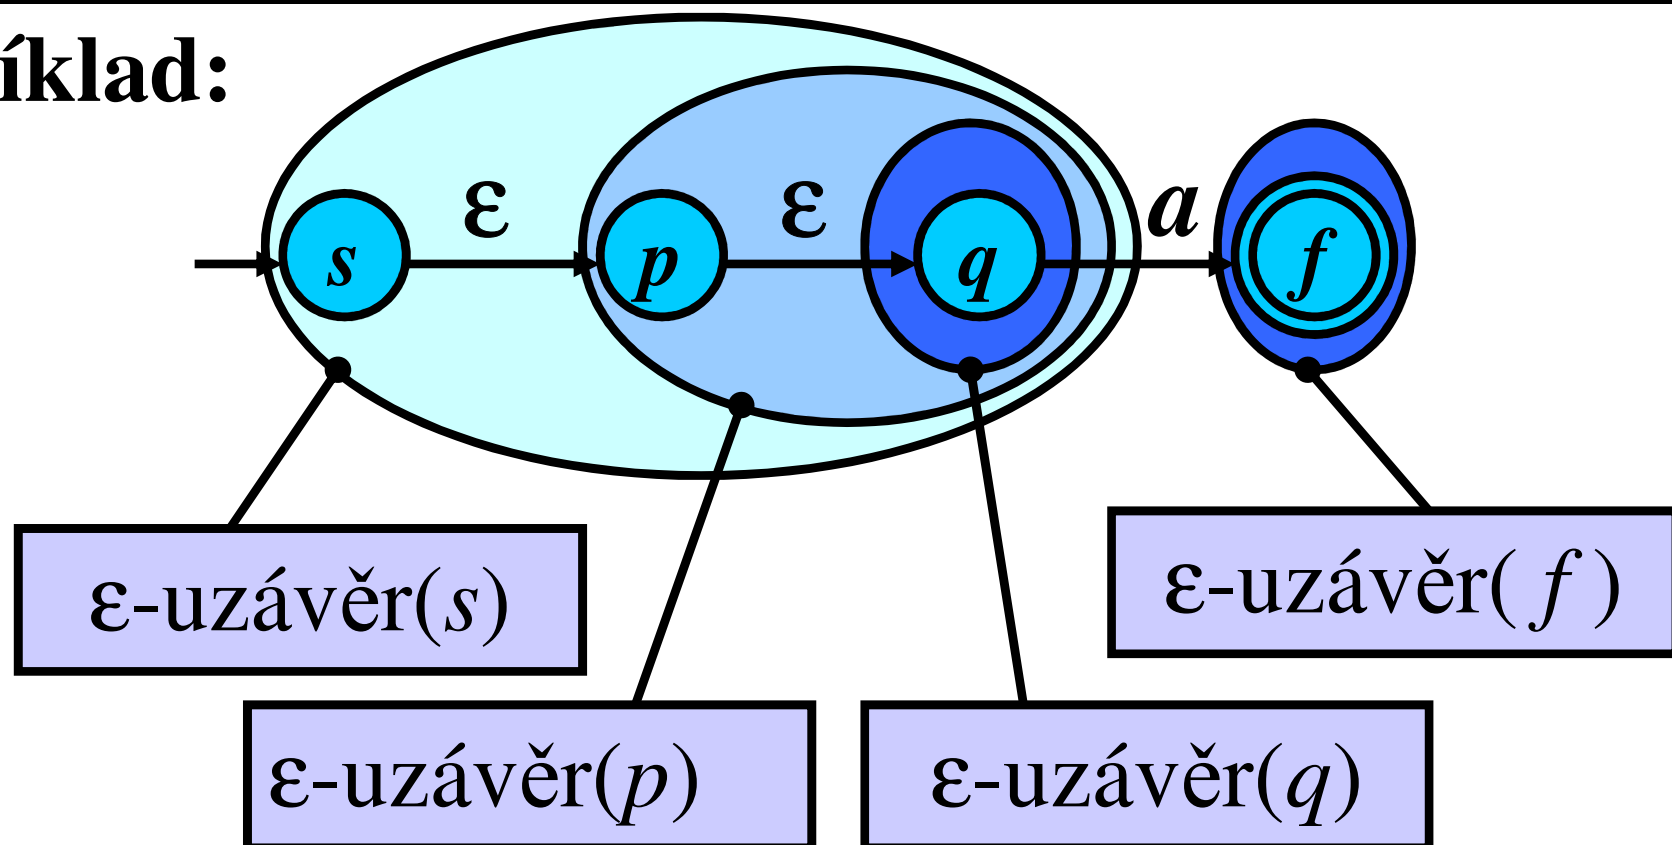 íklad:
ε ε a
s p q f
ε-uzávěr(s)
ε-uzávěr( f )
ε-uzávěr(p)
ε-uzávěr(q)